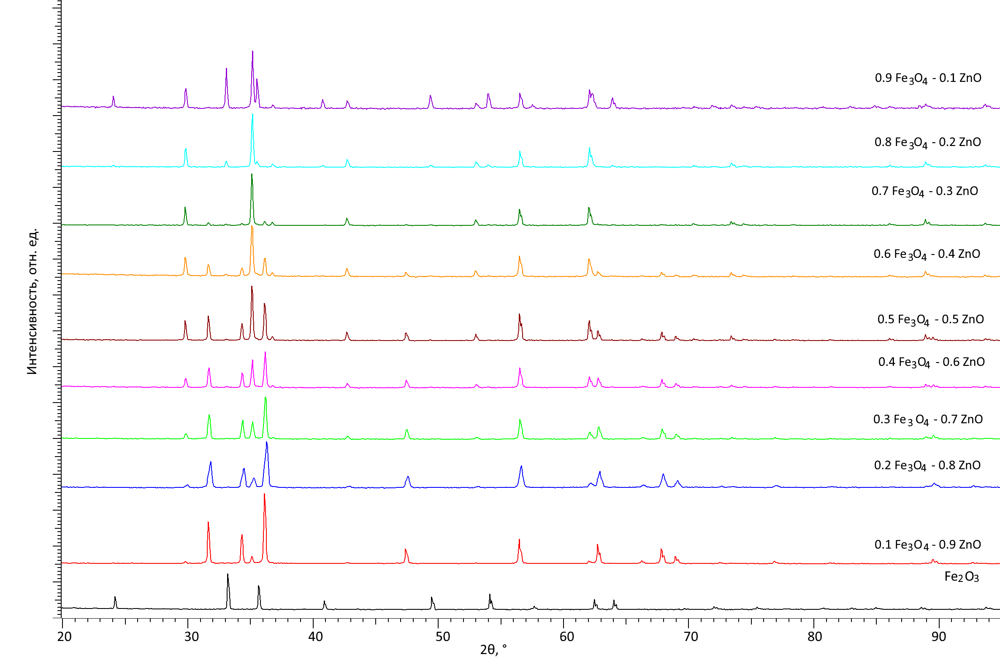 0.9 Fe₃O₄ - 0.1 ZnO
0.8 Fe₃O₄ - 0.2 ZnO
0.7 Fe₃O₄ - 0.3 ZnO
0.6 Fe₃O₄ - 0.4 ZnO
0.5 Fe₃O₄ - 0.5 ZnO
0.4 Fe₃O₄ - 0.6 ZnO
0.3 Fe₃O₄ - 0.7 ZnO
0.2 Fe₃O₄ - 0.8 ZnO
0.1 Fe₃O₄ - 0.9 ZnO
Fe₂O₃
Интенсивность, отн. ед.
20 30 40 50 60 70 80 90
2θ, °